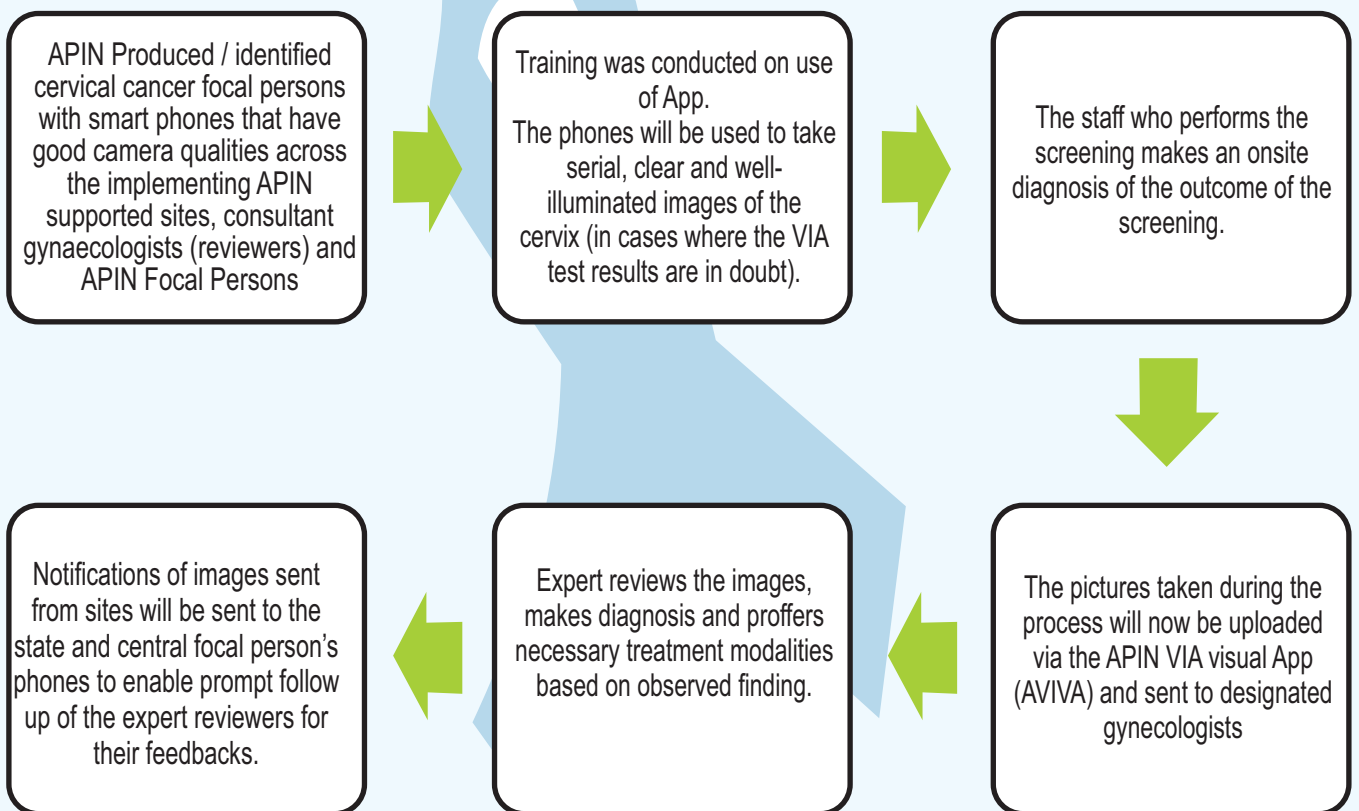 APIN Produced / identified
cervical cancer focal persons
with smart phones that have
good camera qualities across
the implementing APIN
supported sites, consultant
gynaecologists (reviewers) and
APIN Focal Persons
Training was conducted on use
of App.
The phones will be used to take
serial, clear and well-
illuminated images of the
cervix (in cases where the VIA
test results are in doubt).
The staff who performs the
screening makes an onsite
diagnosis of the outcome of the
screening.
The pictures taken during the
process will now be uploaded
via the APIN VIA visual App
(AVIVA) and sent to designated
gynecologists
Expert reviews the images,
makes diagnosis and proffers
necessary treatment modalities
based on observed finding.
Notifications of images sent
from sites will be sent to the
state and central focal person's
phones to enable prompt follow
up of the expert reviewers for
their feedbacks.